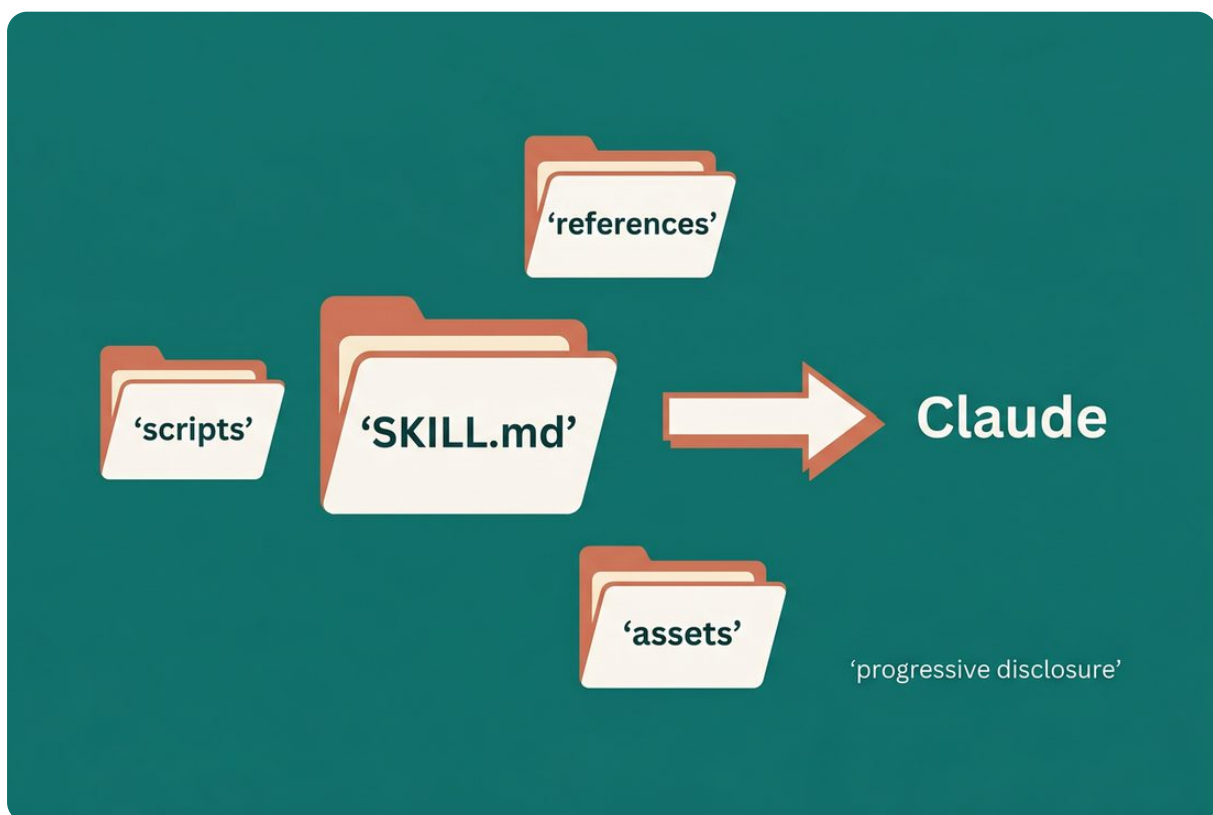 ‘references’
‘scripts’
‘SKILL.md’
Claude
‘assets’
‘progressive disclosure’